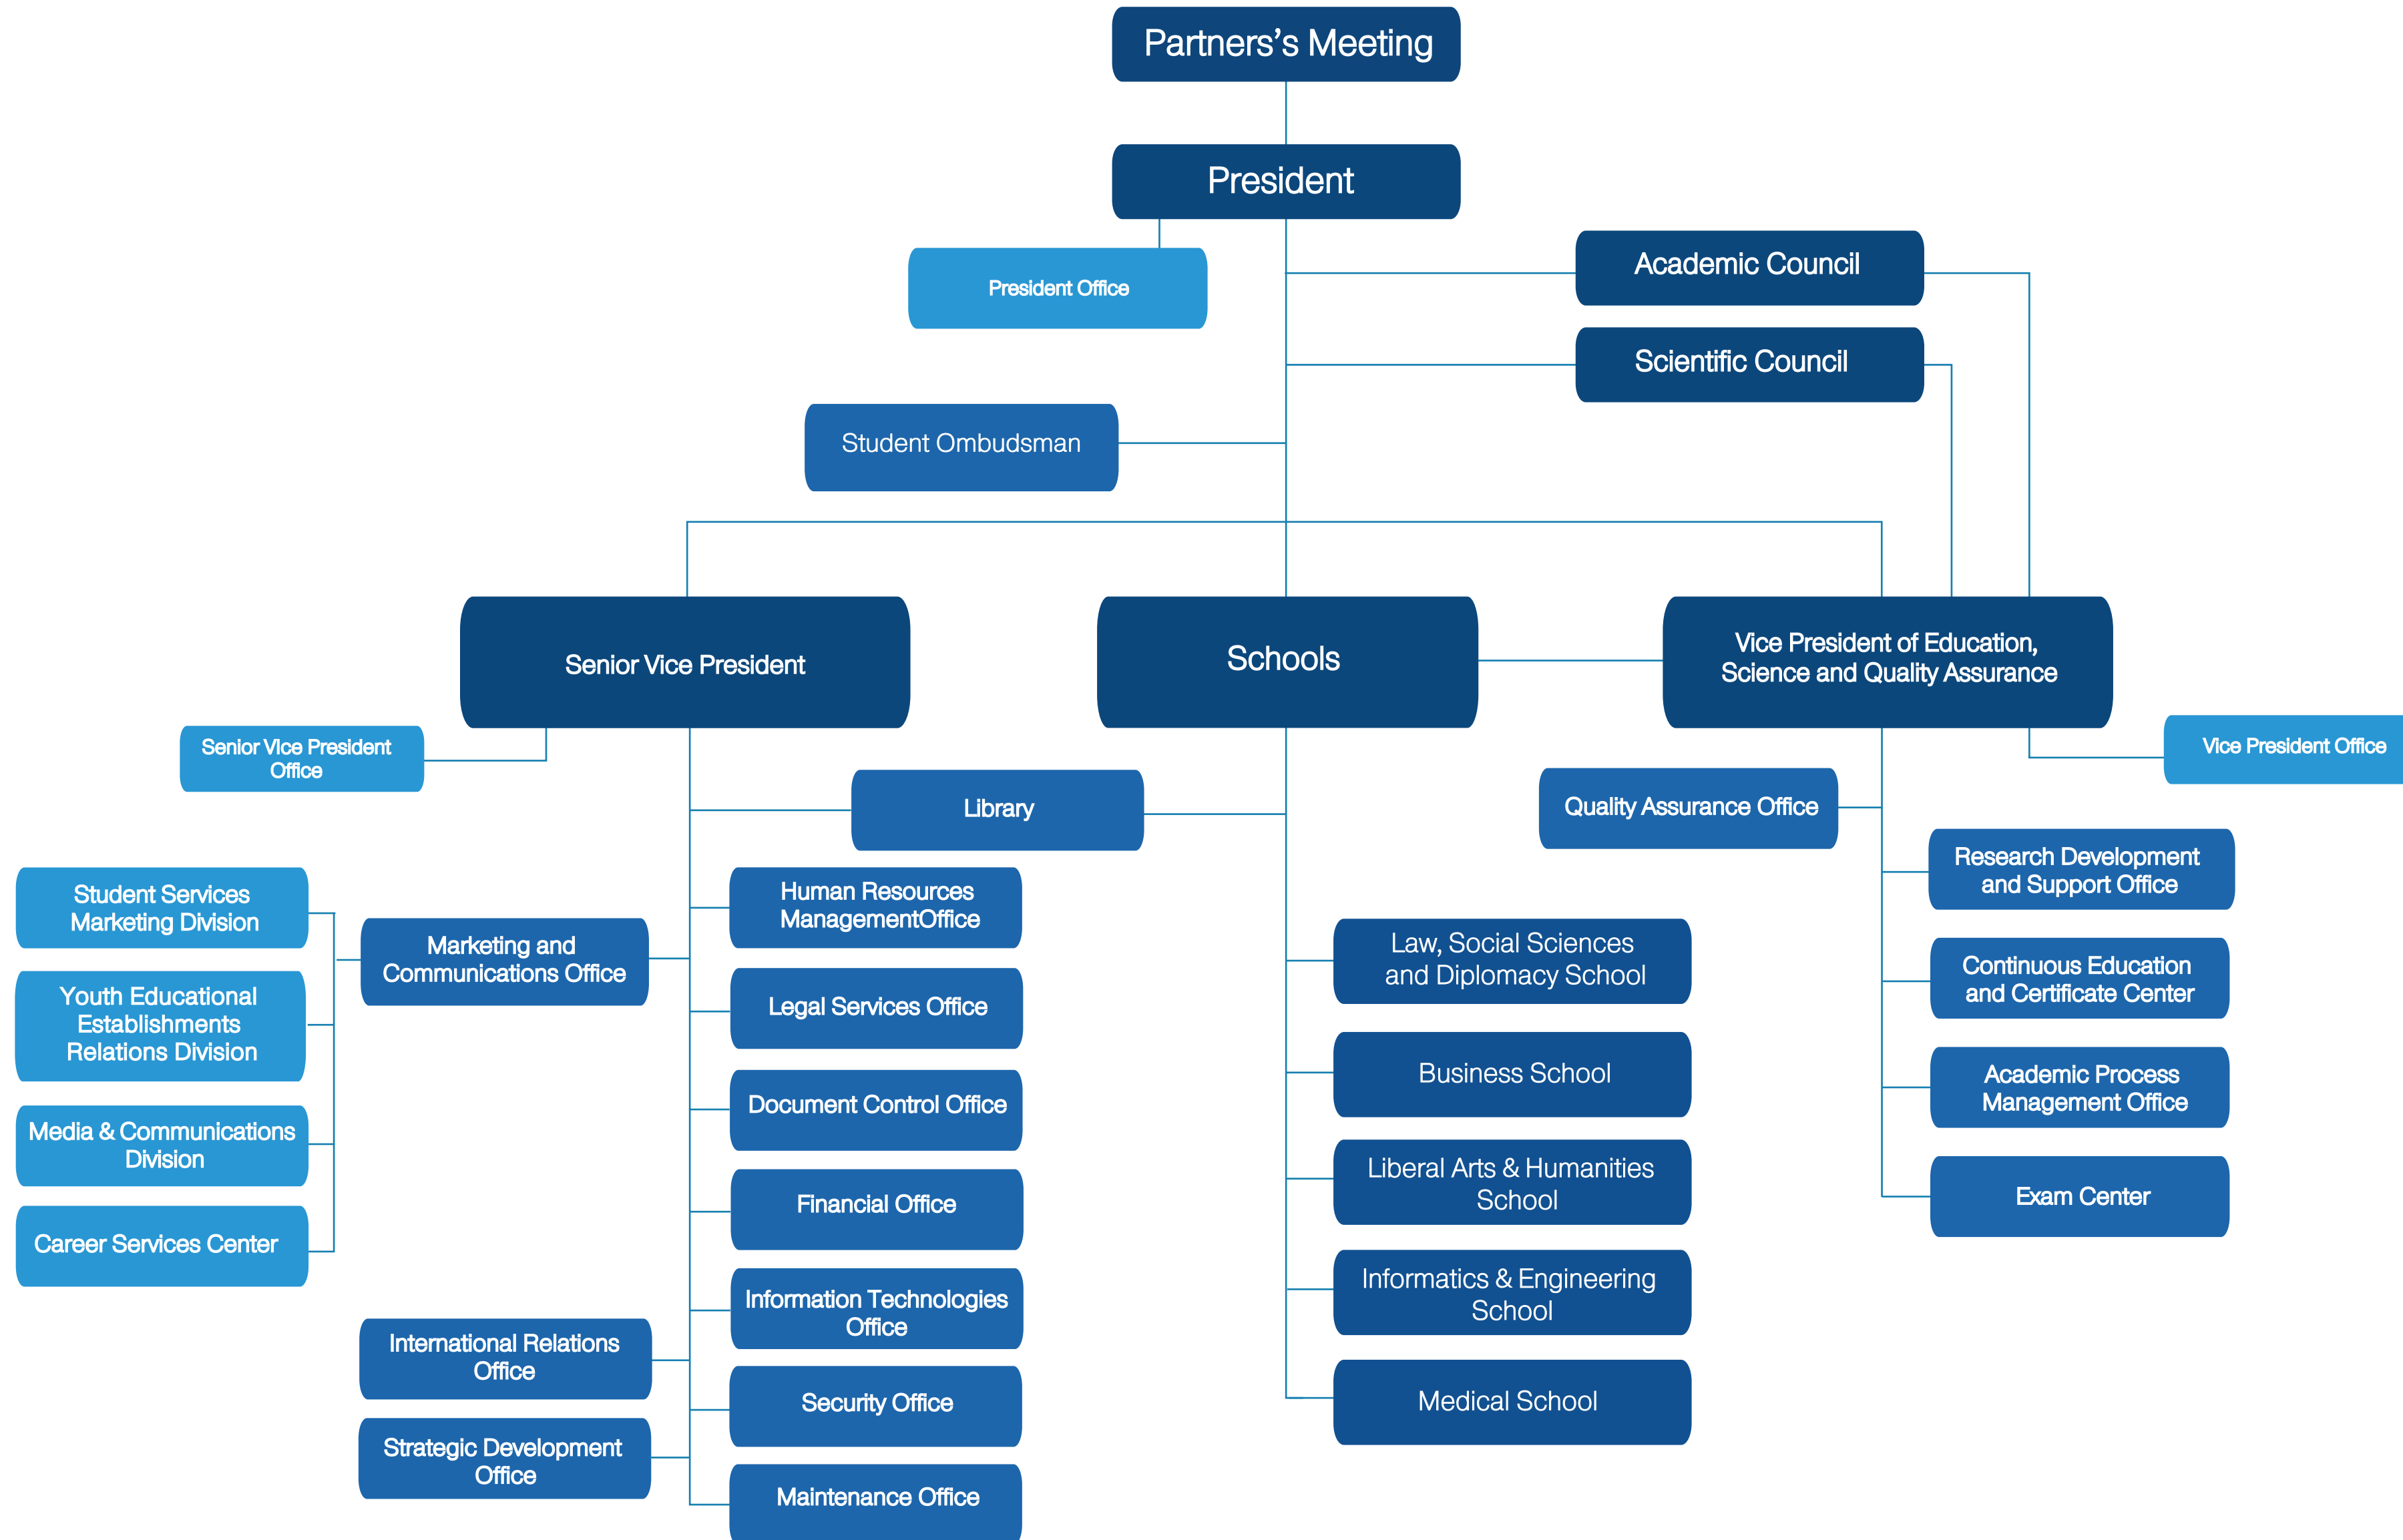 Partners’s Meeting
President
President Office
Academic Council
Scientific Council
Student Ombudsman
Senior Vice President
Schools
Vice President of Education,
Science and Quality Assurance
Senior Vice President
Office
Vice President Office
Library
Quality Assurance Office
Research Development
and Support Office
Continuous Education
and Certificate Center
Academic Process
Management Office
Exam Center
Student Services
Marketing Division
Youth Educational
Establishments
Relations Division
Media & Communications
Division
Career Services Center
Marketing and
Communications Office
International Relations
Office
Strategic Development
Office
Human Resources
ManagementOffice
Legal Services Office
Document Control Office
Financial Office
Information Technologies
Office
Security Office
Maintenance Office
Law, Social Sciences
and Diplomacy School
Business School
Liberal Arts & Humanities
School
Informatics & Engineering
School
Medical School